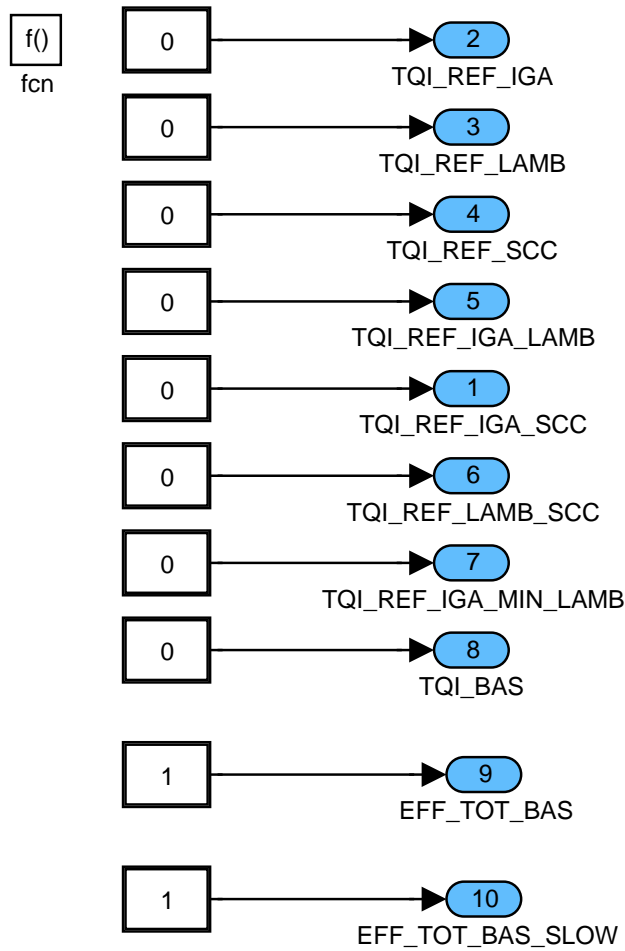 f()
fcn
0
2
TQI_REF_IGA
0
3
TQI_REF_LAMB
0
4
TQI_REF_SCC
0
5
TQI_REF_IGA_LAMB
0
1
TQI_REF_IGA_SCC
0
6
TQI_REF_LAMB_SCC
0
7
TQI_REF_IGA_MIN_LAMB
0
8
TQI_BAS
1
9
EFF_TOT_BAS
1
10
EFF_TOT_BAS_SLOW